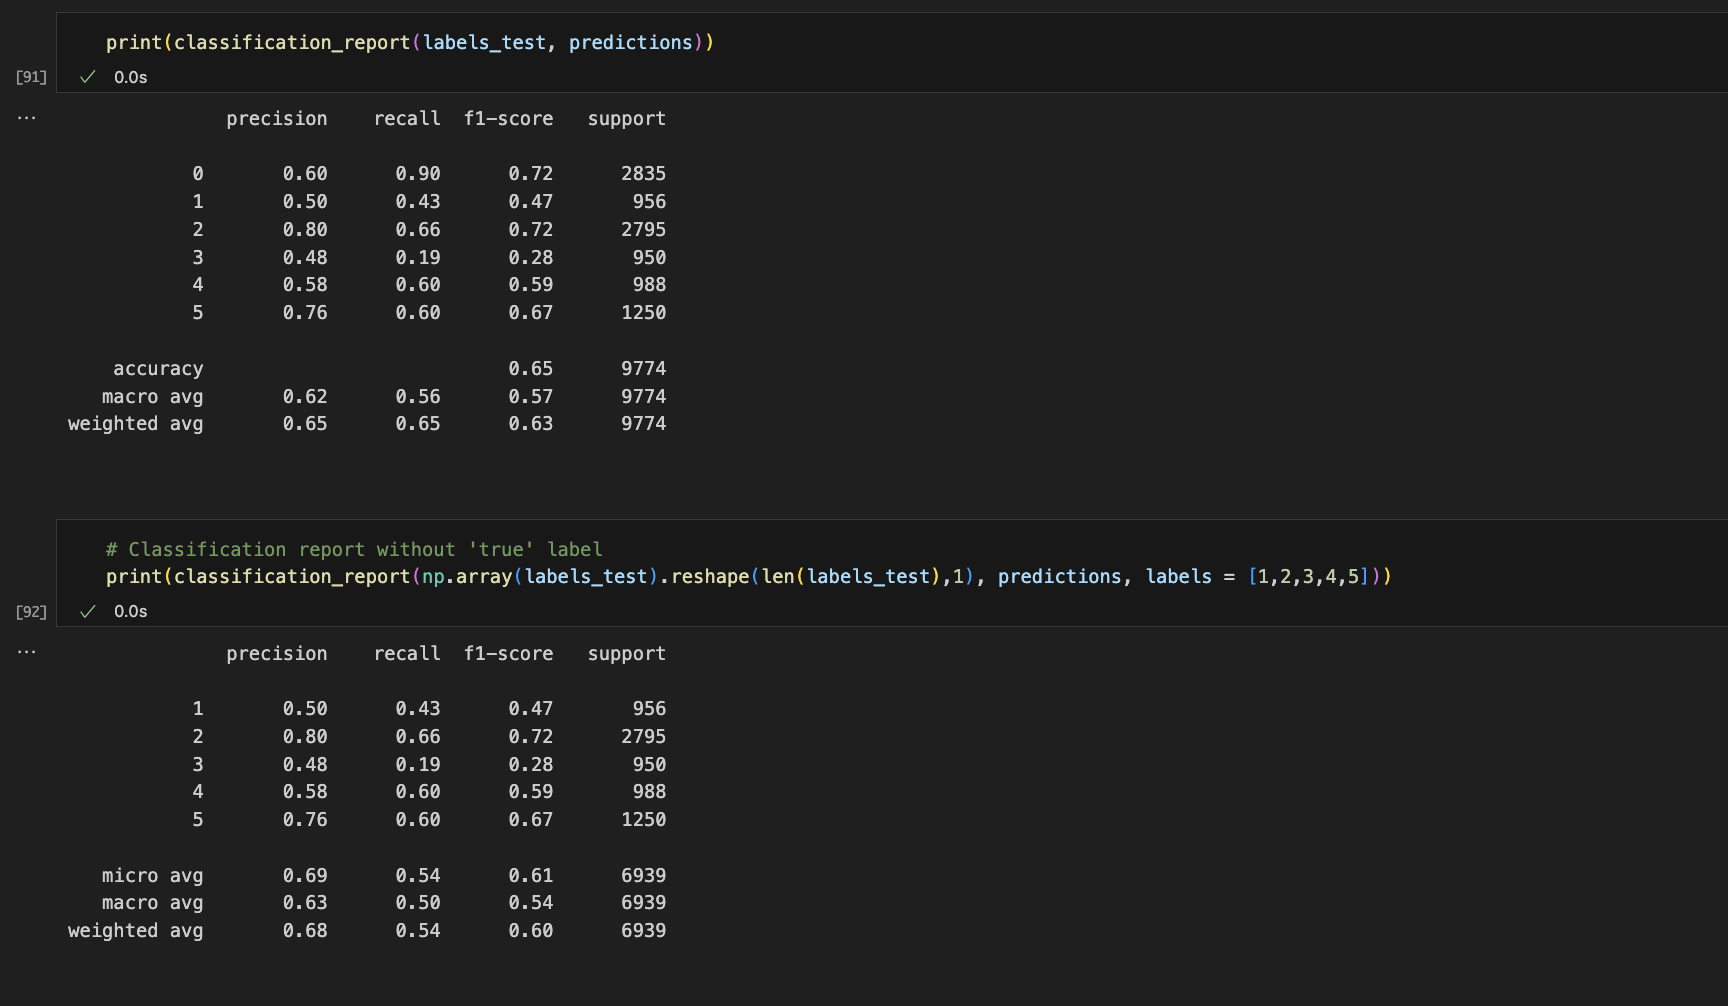 print(classification_report(labels_test, predictions))
[91] ✓ 0.0s
... precision recall f1-score support
0 0.60 0.90 0.72 2835
1 0.50 0.43 0.47 956
2 0.80 0.66 0.72 2795
3 0.48 0.19 0.28 950
4 0.58 0.60 0.59 988
5 0.76 0.60 0.67 1250
accuracy 0.65 9774
macro avg 0.62 0.56 0.57 9774
weighted avg 0.65 0.65 0.63 9774
# Classification report without 'true' label
print(classification_report(np.array(labels_test).reshape(len(labels_test),1), predictions, labels = [1,2,3,4,5]))
[92] ✓ 0.0s
... precision recall f1-score support
1 0.50 0.43 0.47 956
2 0.80 0.66 0.72 2795
3 0.48 0.19 0.28 950
4 0.58 0.60 0.59 988
5 0.76 0.60 0.67 1250
micro avg 0.69 0.54 0.61 6939
macro avg 0.63 0.50 0.54 6939
weighted avg 0.68 0.54 0.60 6939